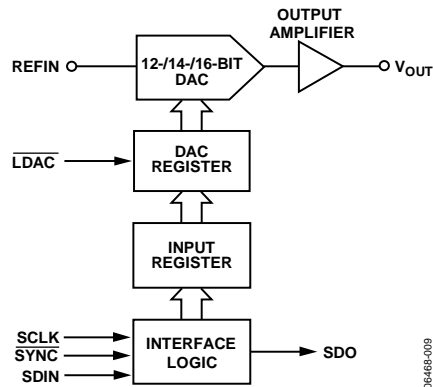 OUTPUT
AMPLIFIER
REFIN
12-/14-/16-BIT
DAC
VOUT
LDAC
DAC
REGISTER
INPUT
REGISTER
SCLK
SYNC
SDIN
INTERFACE
LOGIC
SDO
06468-009